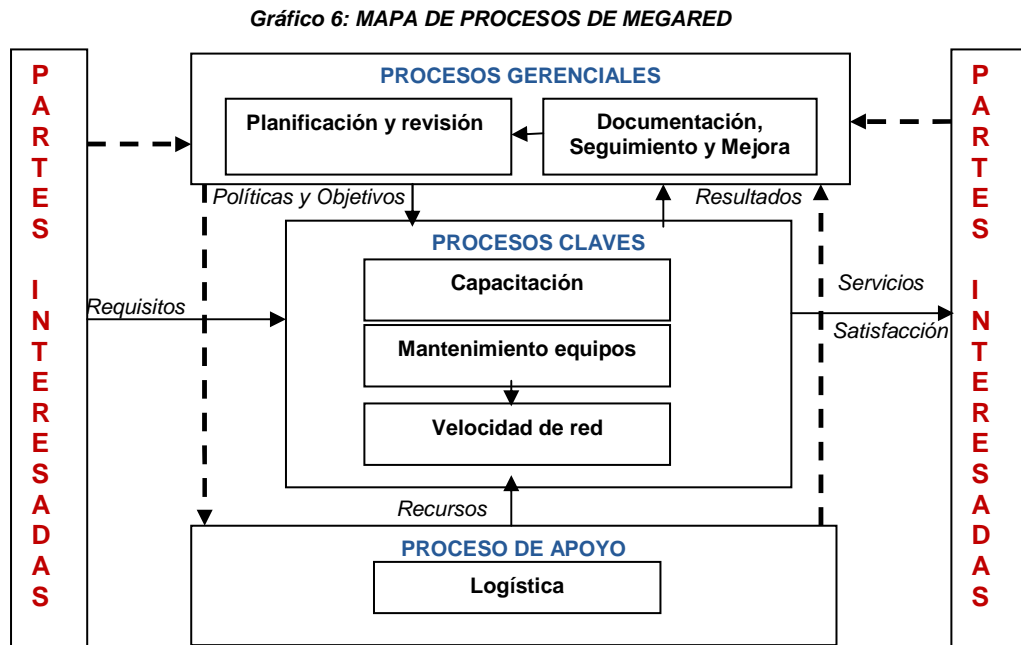 Gráfico 6: MAPA DE PROCESOS DE MEGARED
PARTES INTERESADAS
PROCESOS GERENCIALES
Planificación y revisión
Documentación,
Seguimiento y Mejora
Políticas y Objetivos
Resultados
PROCESOS CLAVES
Capacitación
Requisitos
Mantenimiento equipos
Velocidad de red
Servicios
Satisfacción
Recursos
PROCESO DE APOYO
Logística
PARTES INTERESADAS